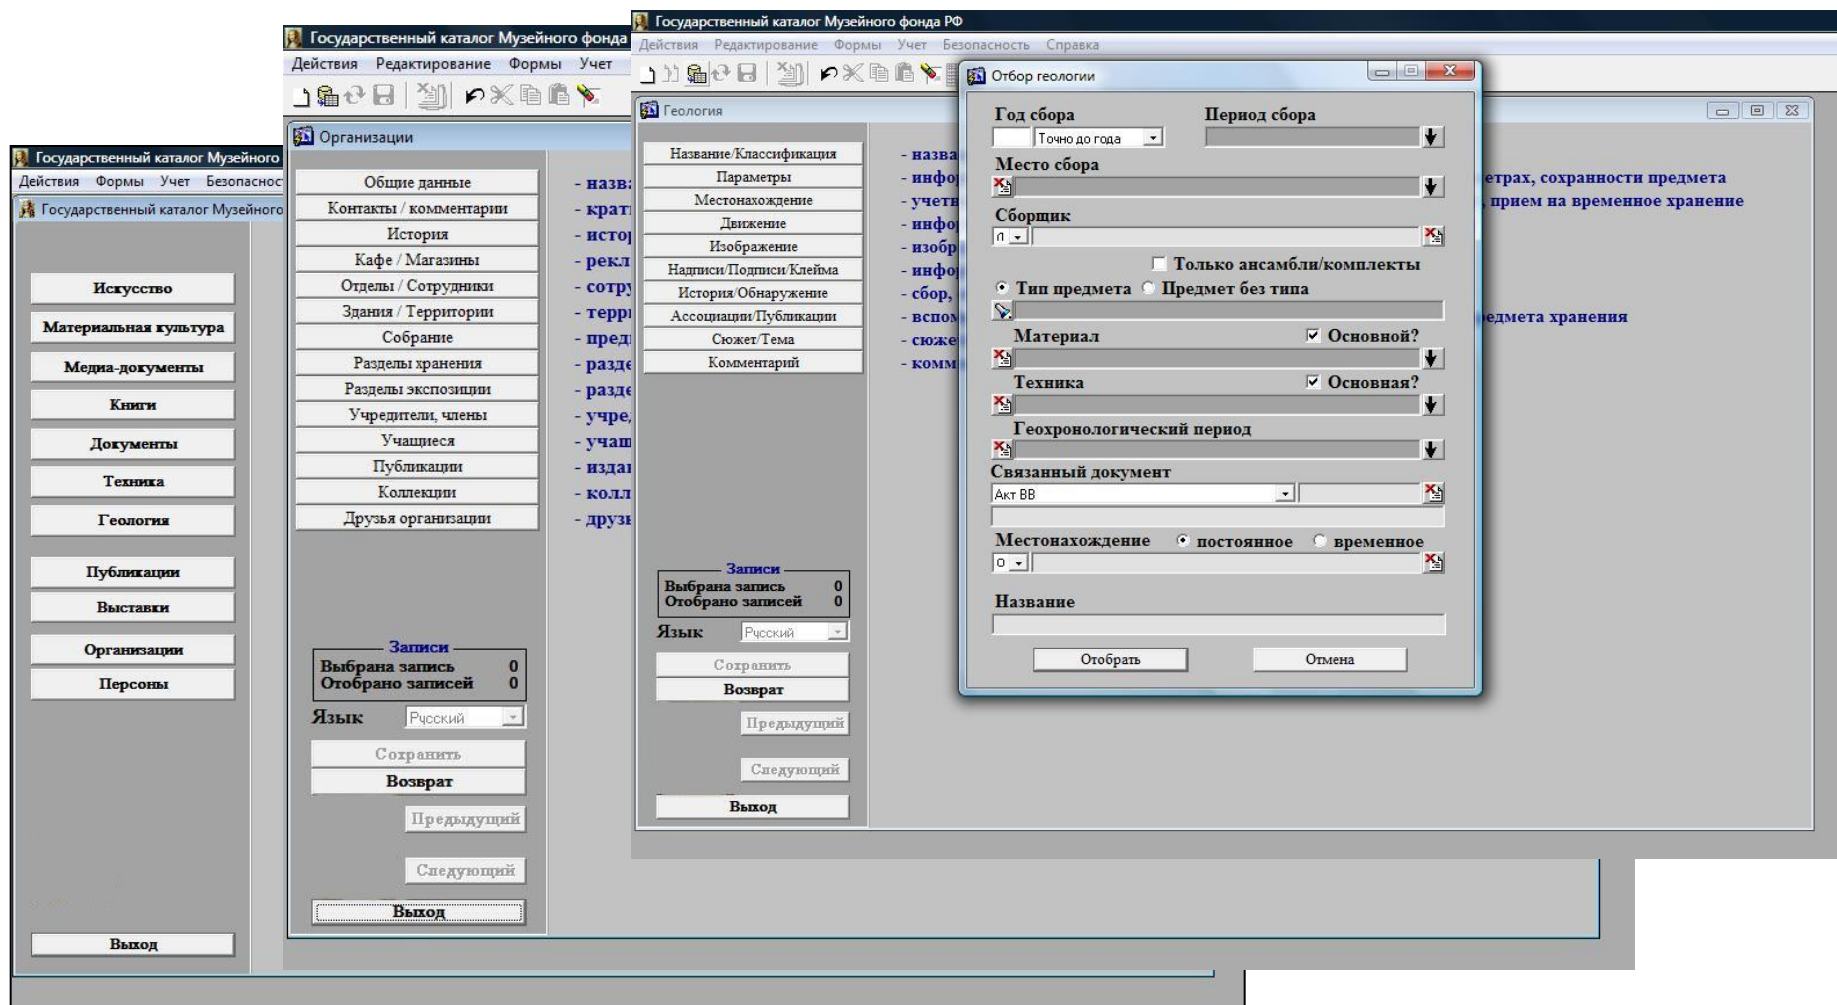 Государственный каталог Музейного
Действия Формы Учет
Государственный каталог Музейного
Искусство
Материальная культура
Медиа-документы
Книги
Документы
Техника
Геология
Публикации
Выставки
Организации
Персоны
Выход
Государственный каталог Музейного фонда
Действия Редактирование Формы Учет
Организации
Общие данные
Контакты / комментарии
История
Кафе / Магазины
Отделы / Сотрудники
Здания / Территории
Собрание
Разделы хранения
Разделы экспозиции
Учредители, члены
Учащиеся
Публикации
Коллекции
Друзья организации
Записи
Выбрана запись 0
Отобрано записей 0
Язык Русский
Сохранить
Возврат
Предыдущий
Следующий
Выход
Государственный каталог Музейного фонда РФ
Действия Редактирование Формы Учет Безопасность Справка
Геология
Название/Классификация
Параметры
Местонахождение
Движение
Изображение
Надписи/Подписи/Клейма
История/Обнаружение
Ассоциации/Публикации
Сюжет/Тема
Комментарий
- сбор,
сохранности предмета
прием на временное хранение
хранения
Записи
Выбрана запись 0
Отобрано записей 0
Язык Русский
Сохранить
Возврат
Предыдущий
Следующий
Выход
Отбор геологии
Год сбора Период сбора
Точно до года
Место сбора
Сборщик
Только ансамбли/комплекты
Тип предмета Предмет без типа
Материал Основной?
Техника Основная?
Геохронологический период
Связанный документ
Акт ВВ
Местонахождение постоянное временное
О
Название
Отобрать Отмена